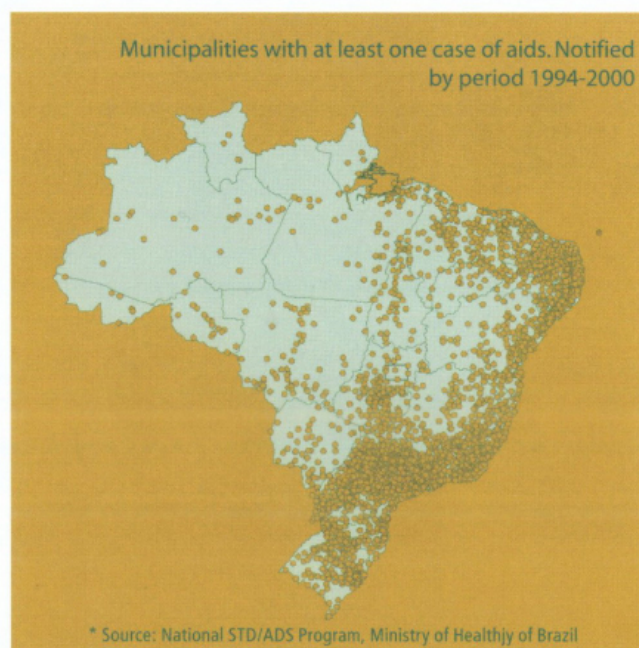 Municipalities with at least one case of aids. Notified
by period 1994-2000
* Source: National STD/ADS Program, Ministry of Healthjy of Brazil